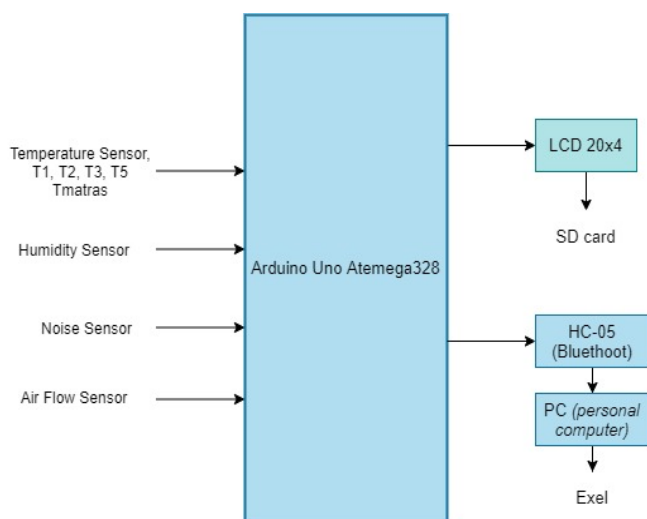 Temperature Sensor,
T1, T2, T3, T5
Tmatras
Humidity Sensor
Noise Sensor
Air Flow Sensor
Arduino Uno Atemega328
LCD 20x4
SD card
HC-05
(Bluethoot)
PC (personal
computer)
Exel